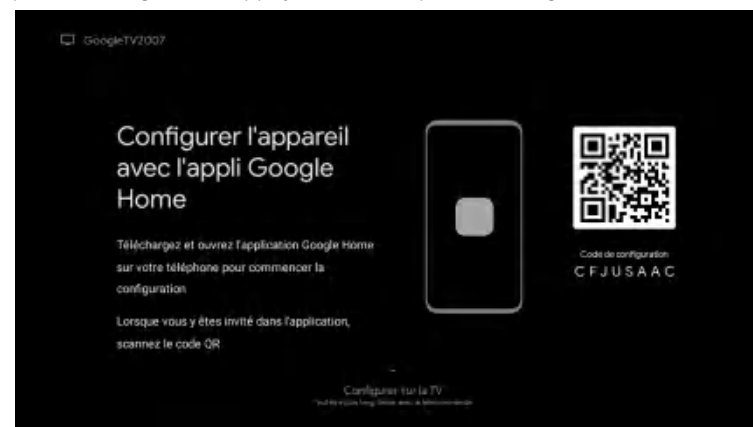 GoogleTV2007
Configurer l'appareil
avec l'appli Google
Home
Téléchargez et ouvrez l'application Google Home
sur votre téléphone pour commencer la
configuration
Lorsque vous y êtes invité dans l'application,
scannez le code QR
Code de configuration
CFJUSAAC
Configurer sur la TV